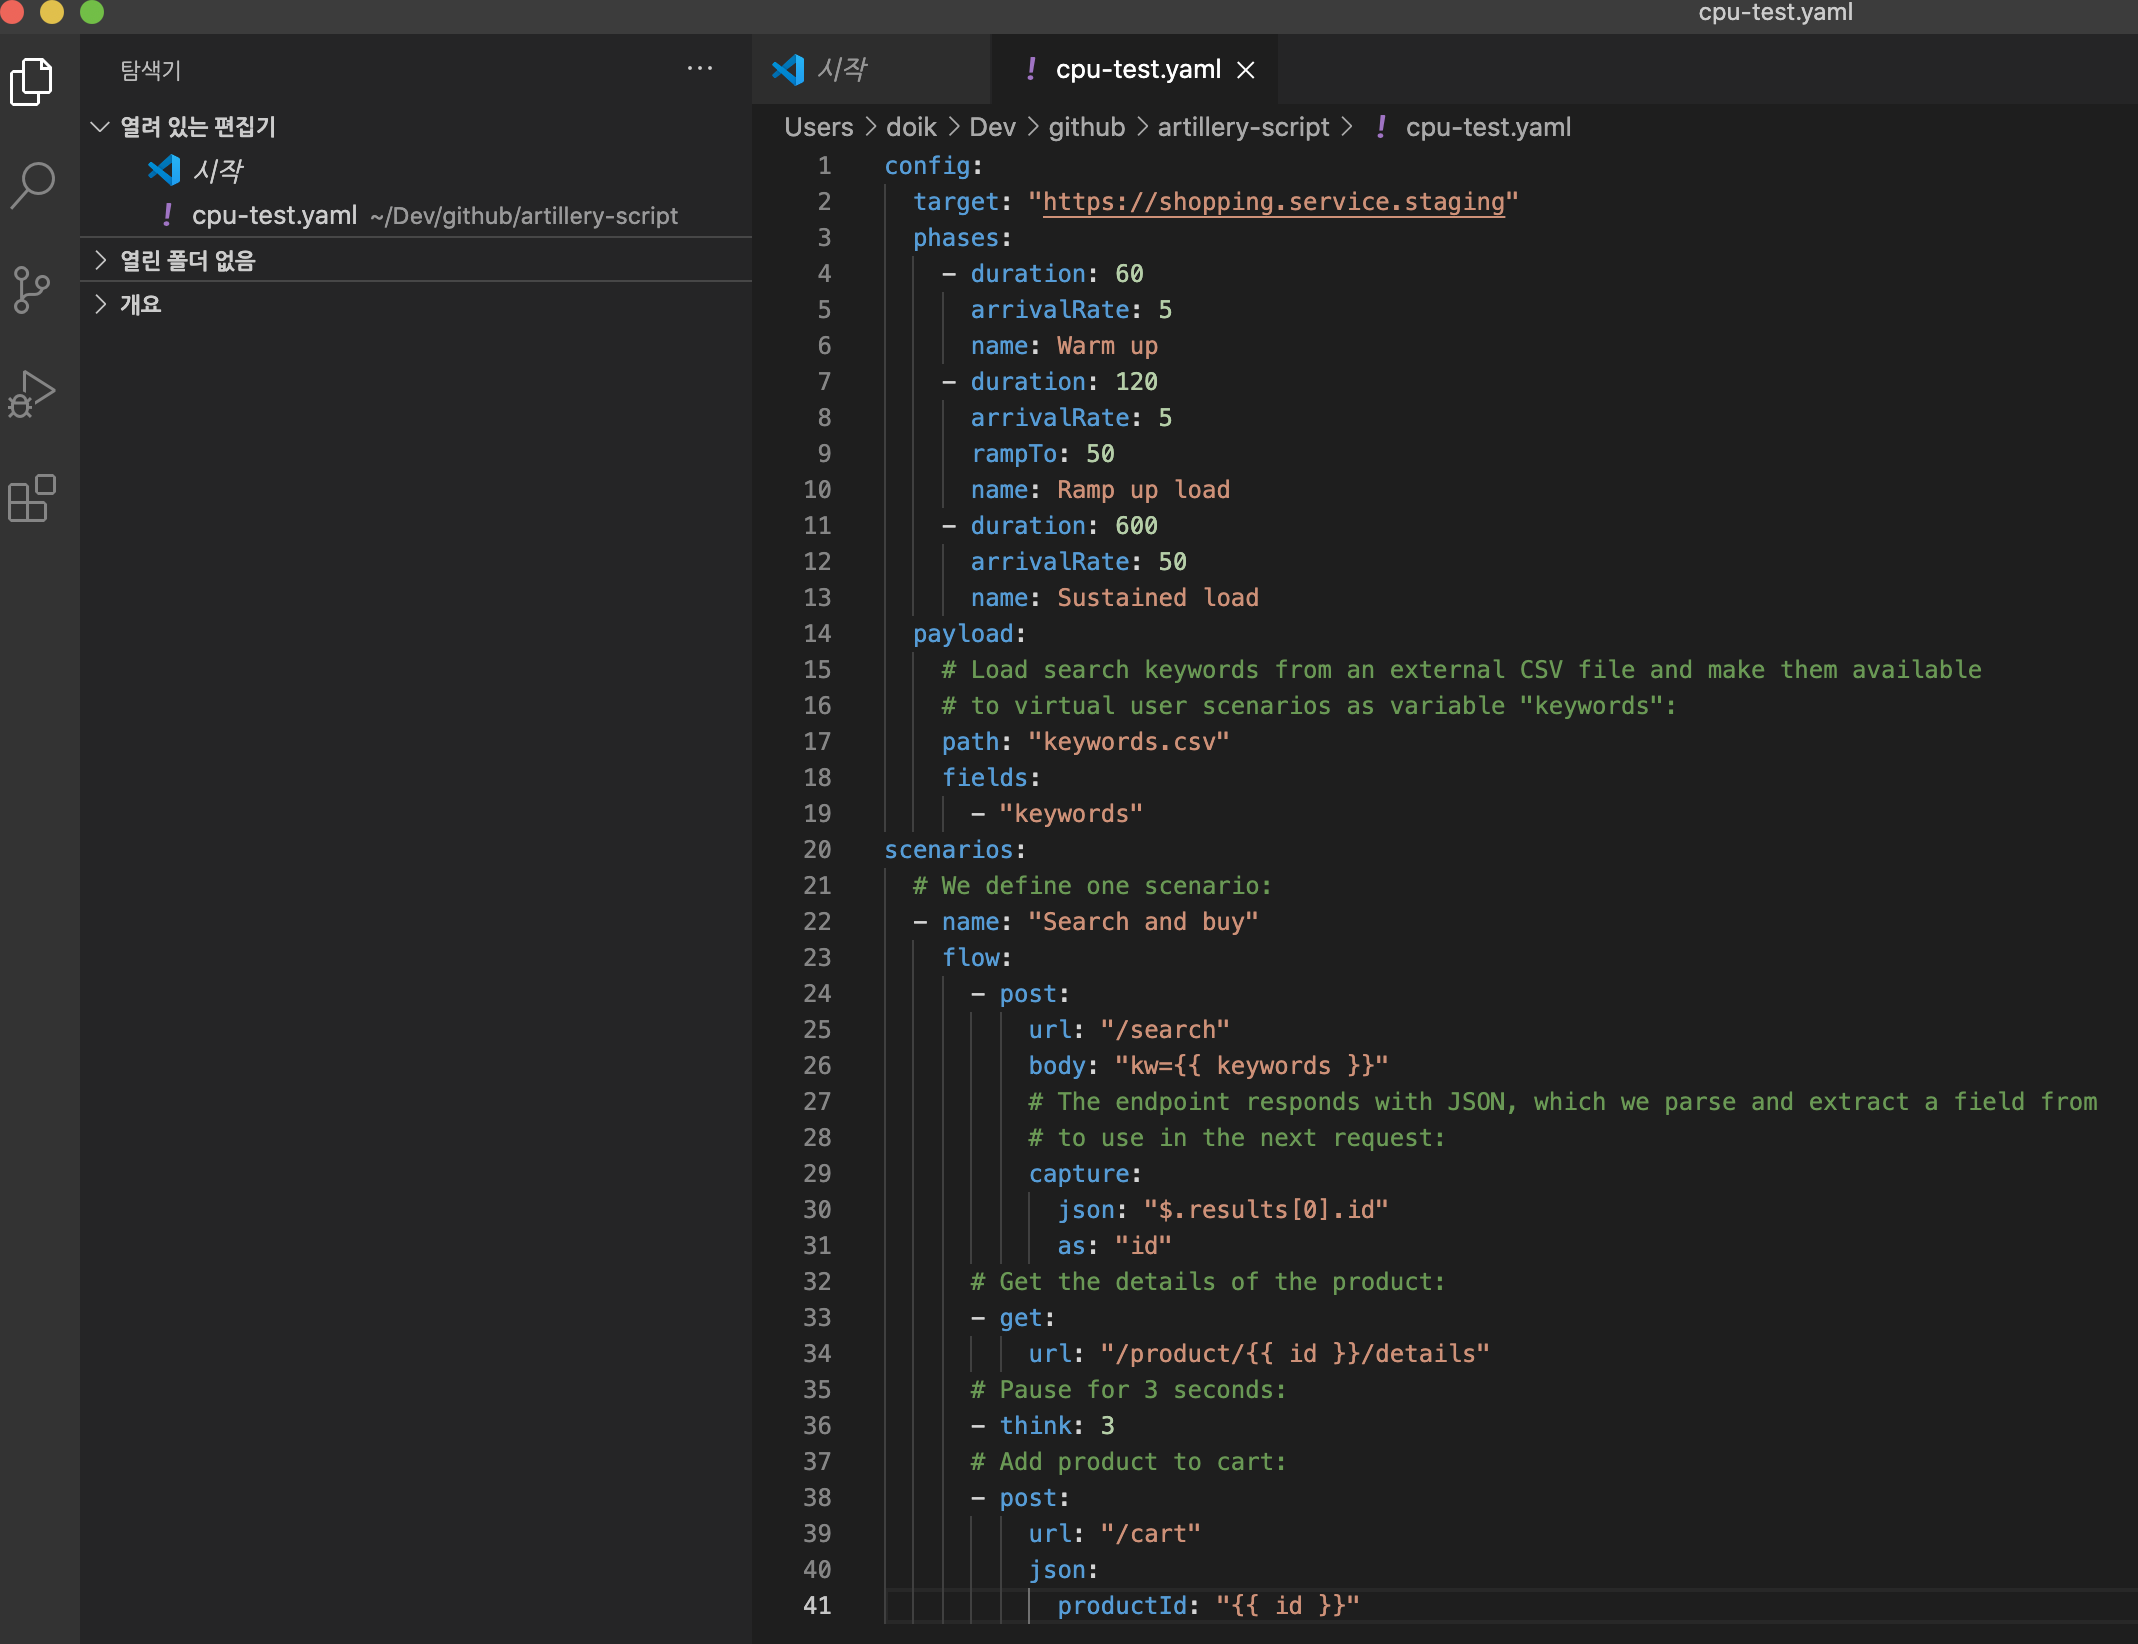 cpu-test.yaml
탐색기
열려 있는 편집기
시작
! cpu-test.yaml ~/Dev/github/artillery-script
열린 폴더 없음
개요
시작
! cpu-test.yaml
Users > doik > Dev > github > artillery-script > ! cpu-test.yaml
1 config:
2   target: "https://shopping.service.staging"
3   phases:
4     - duration: 60
5       arrivalRate: 5
6       name: Warm up
7     - duration: 120
8       arrivalRate: 5
9       rampTo: 50
10       name: Ramp up load
11     - duration: 600
12       arrivalRate: 50
13       name: Sustained load
14   payload:
15     # Load search keywords from an external CSV file and make them available
16     # to virtual user scenarios as variable "keywords":
17     path: "keywords.csv"
18     fields:
19       - "keywords"
20 scenarios:
21   # We define one scenario:
22   - name: "Search and buy"
23     flow:
24       - post:
25           url: "/search"
26           body: "kw={{ keywords }}"
27           # The endpoint responds with JSON, which we parse and extract a field from
28           # to use in the next request:
29           capture:
30             json: "$.results[0].id"
31             as: "id"
32       # Get the details of the product:
33       - get:
34           url: "/product/{{ id }}/details"
35       # Pause for 3 seconds:
36       - think: 3
37       # Add product to cart:
38       - post:
39           url: "/cart"
40           json:
41             productId: "{{ id }}"